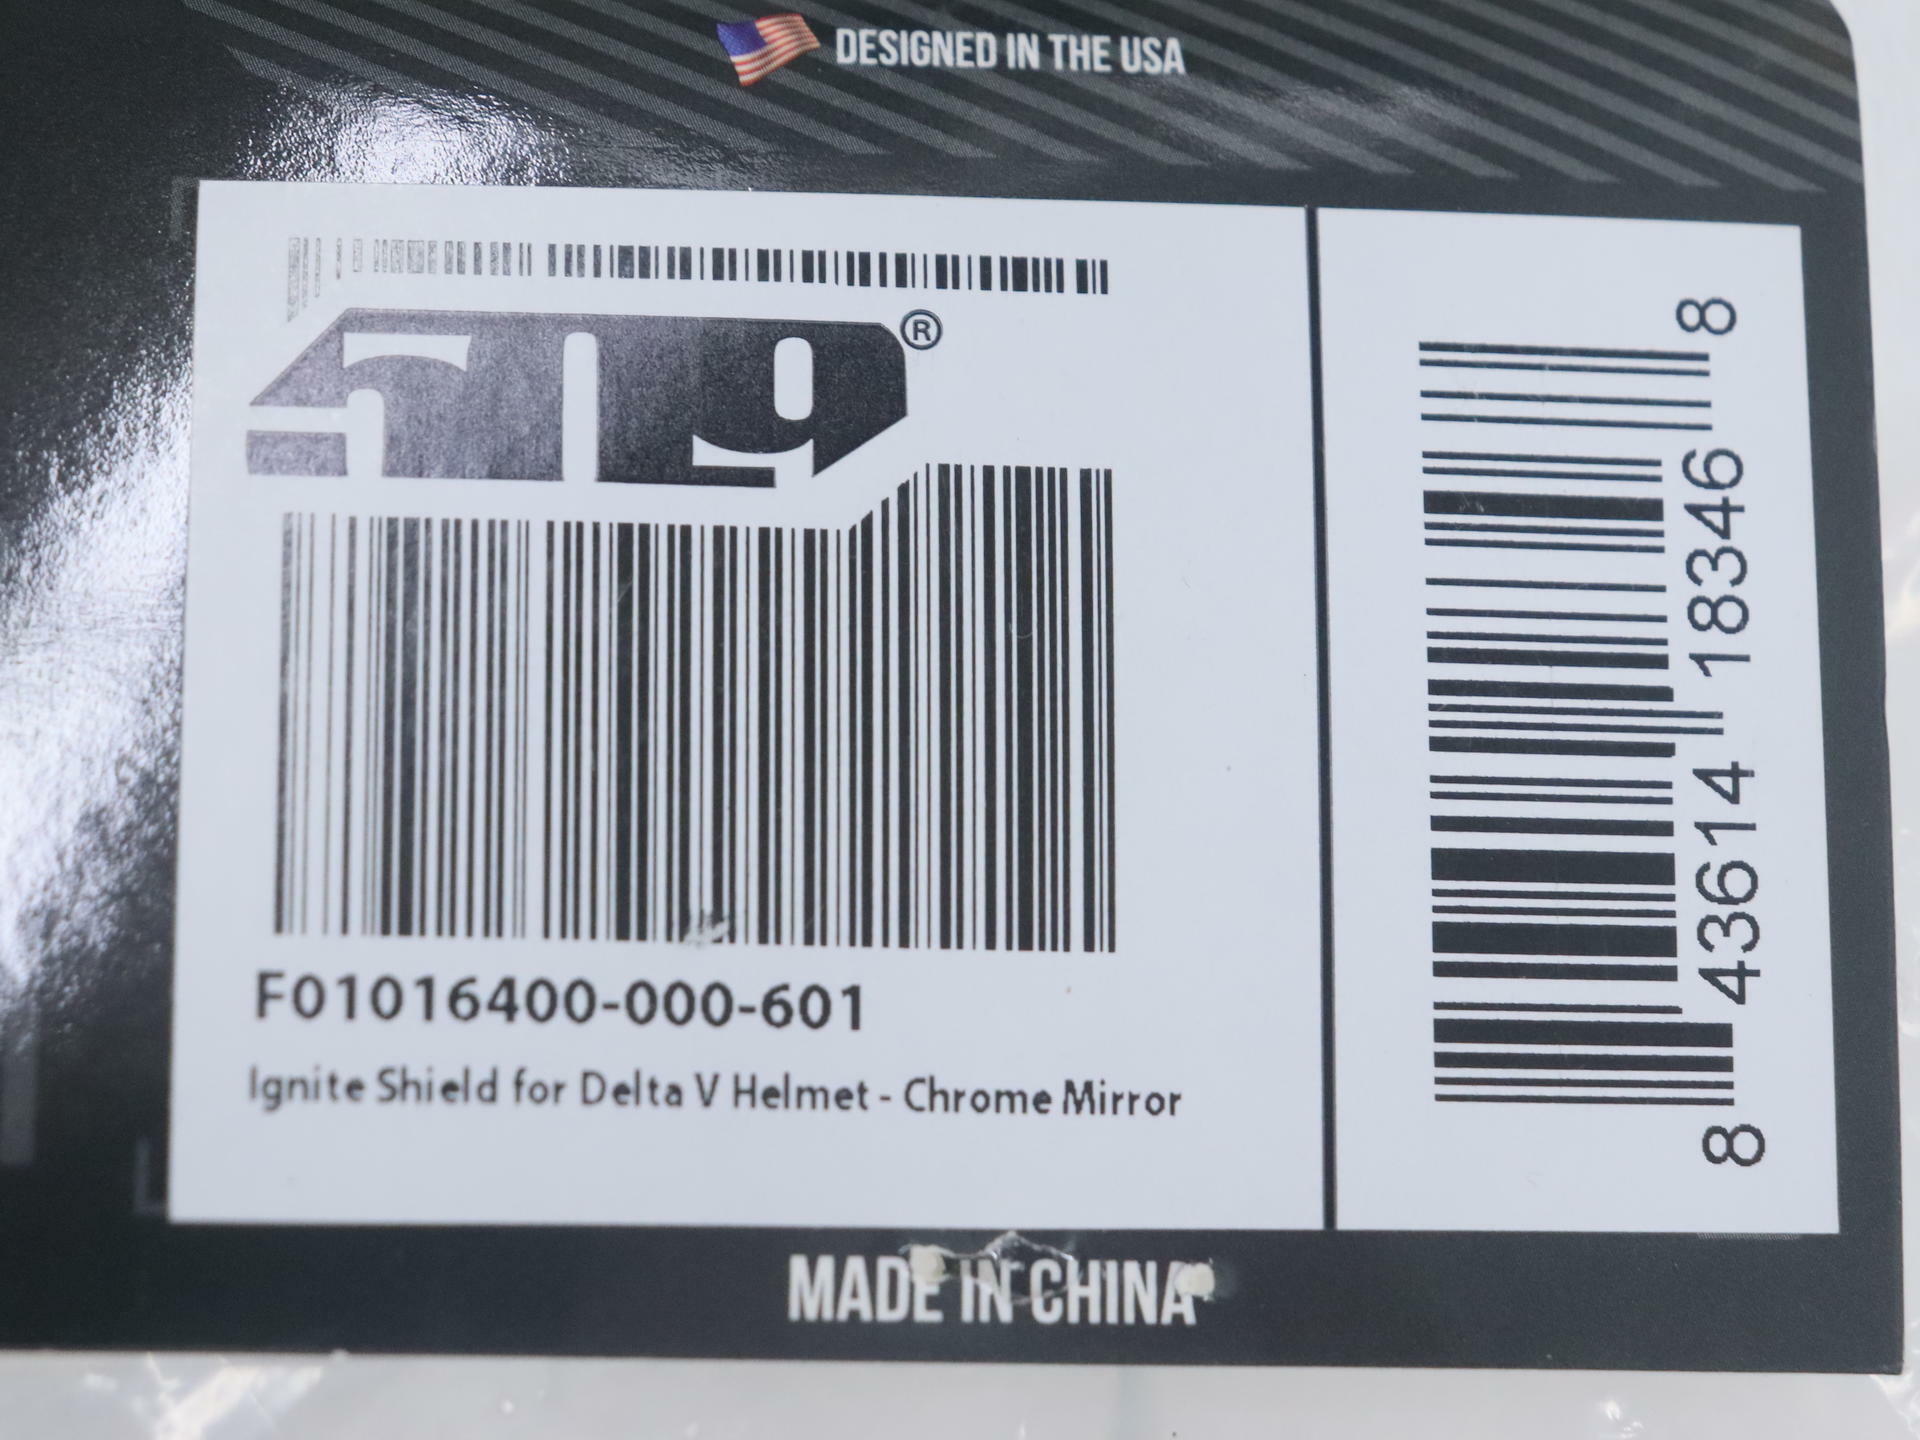 DESIGNED IN THE USA
509®
F01016400-000-601
Ignite Shield for Delta V Helmet - Chrome Mirror
8 43614 18346 8
MADE IN CHINA